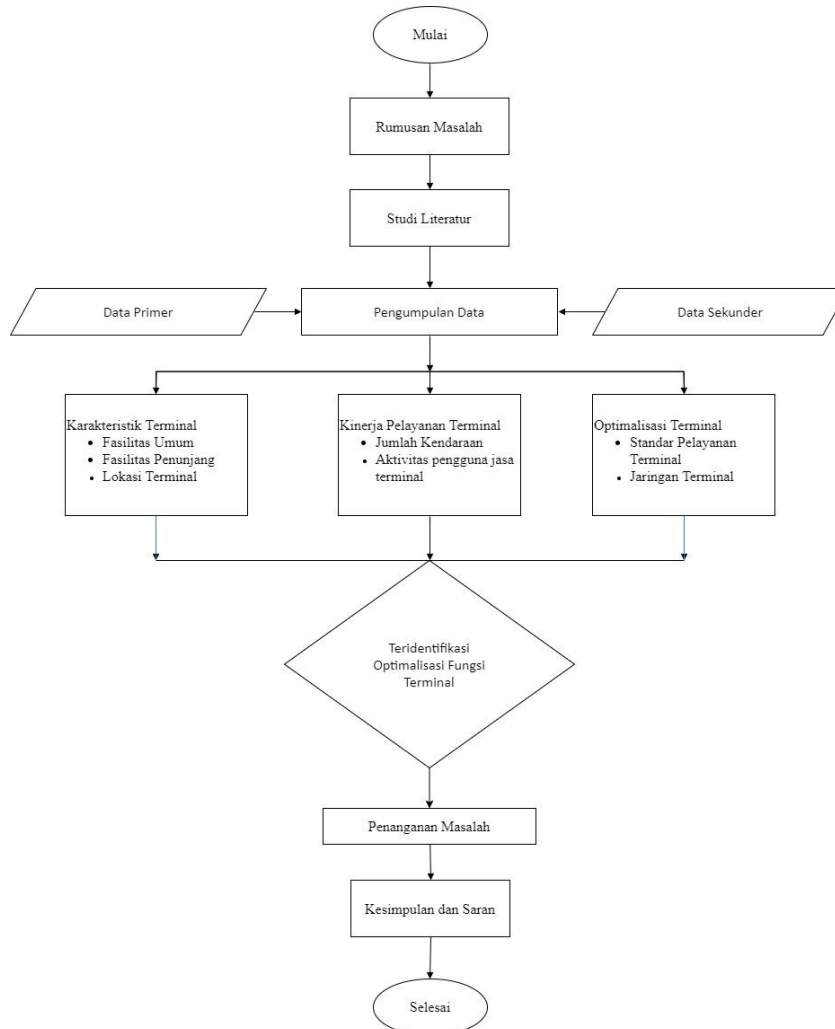 Mulai
Rumusan Masalah
Studi Literatur
Data Primer
Pengumpulan Data
Data Sekunder
Karakteristik Terminal
• Fasilitas Umum
• Fasilitas Penunjang
• Lokasi Terminal
Kinerja Pelayanan Terminal
• Jumlah Kendaraan
• Aktivitas pengguna jasa
terminal
Optimalisasi Terminal
• Standar Pelayanan
Terminal
• Jaringan Terminal
Teridentifikasi
Optimalisasi Fungsi
Terminal
Penanganan Masalah
Kesimpulan dan Saran
Selesai